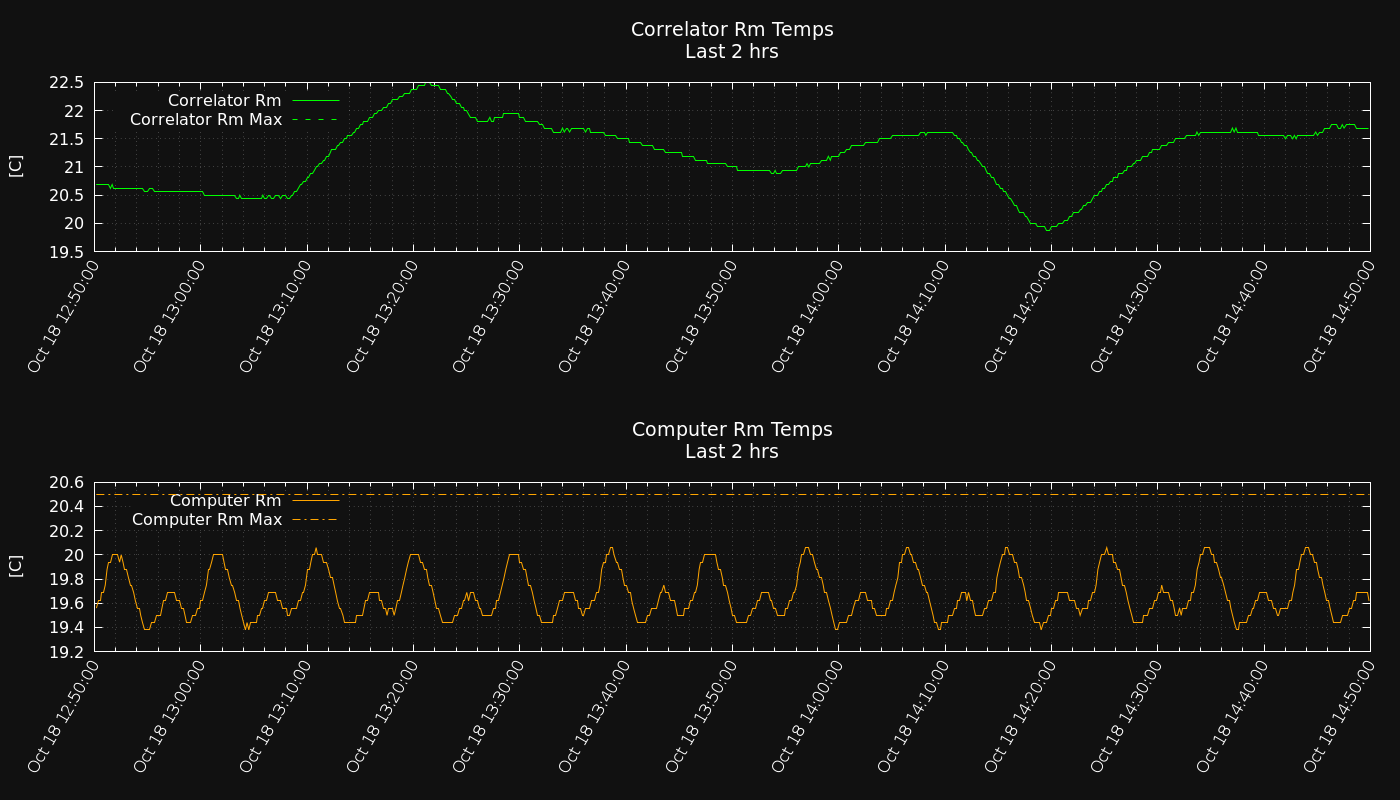 Correlator Rm Temps
Last 2 hrs
22.5
22
21.5
21
20.5
20
19.5
[C]
Correlator Rm
Correlator Rm Max
Oct 18 12:50:00
Oct 18 13:00:00
Oct 18 13:10:00
Oct 18 13:20:00
Oct 18 13:30:00
Oct 18 13:40:00
Oct 18 13:50:00
Oct 18 14:00:00
Oct 18 14:10:00
Oct 18 14:20:00
Oct 18 14:30:00
Oct 18 14:40:00
Oct 18 14:50:00
Computer Rm Temps
Last 2 hrs
20.6
20.4
20.2
20
19.8
19.6
19.4
19.2
[C]
Computer Rm
Computer Rm Max
Oct 18 12:50:00
Oct 18 13:00:00
Oct 18 13:10:00
Oct 18 13:20:00
Oct 18 13:30:00
Oct 18 13:40:00
Oct 18 13:50:00
Oct 18 14:00:00
Oct 18 14:10:00
Oct 18 14:20:00
Oct 18 14:30:00
Oct 18 14:40:00
Oct 18 14:50:00